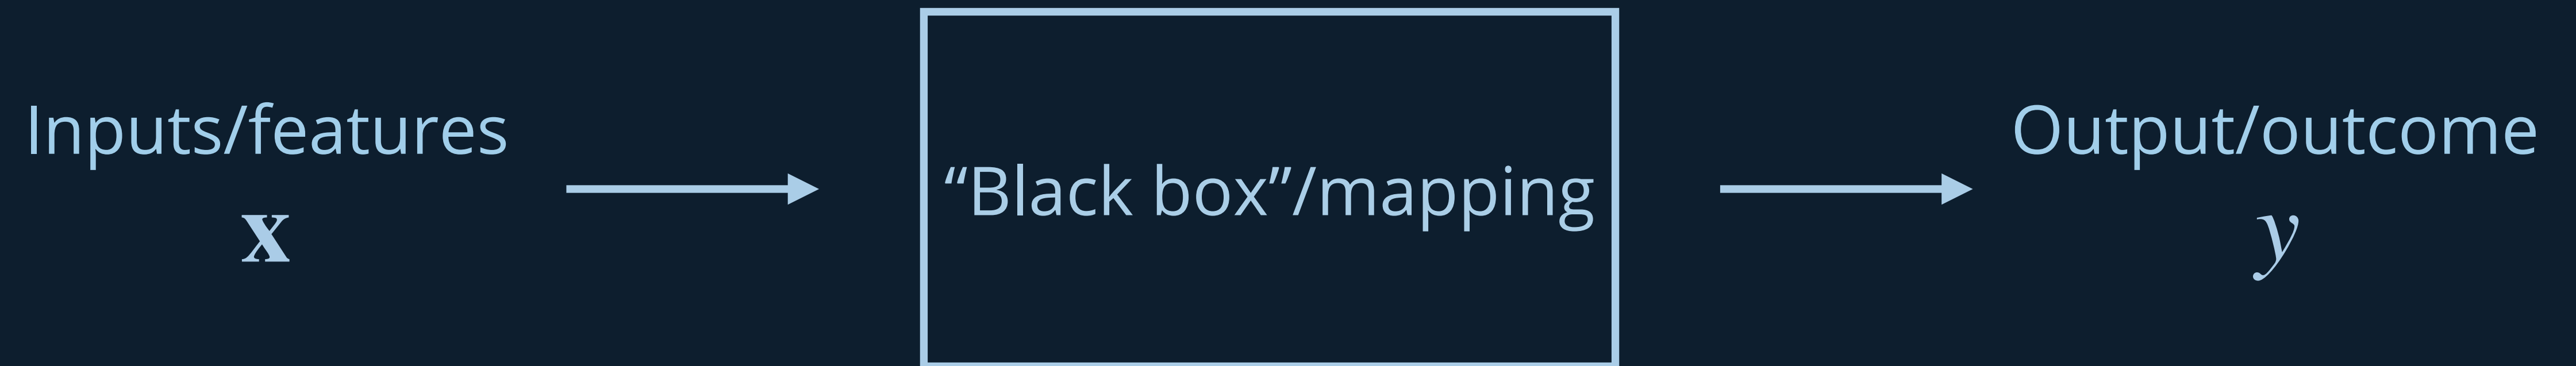 Inputs/features
x
“Black box”/mapping
Output/outcome
y